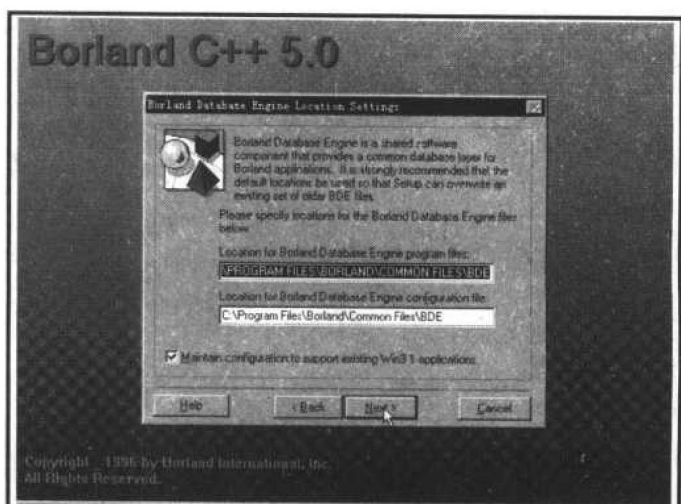 Borland C++ 5.0
Borland Database Engine Location Settings
Borland Database Engine is a shared software
component that provides a common database layer for
Borland applications. It is strongly recommended that the
default locations be used so that Setup can overwrite an
existing set of older BDE files.
Please specify locations for the Borland Database Engine files
below.
Location for Borland Database Engine program files:
\PROGRAM FILES\BORLAND\COMMON FILES\BDE
Location for Borland Database Engine configuration file:
C:\Program Files\Borland\Common Files\BDE
Maintain configuration to support existing Win3.1 applications.
Help
< Back
Next >
Cancel
Copyright 1996 by Borland International, Inc.
All Rights Reserved.